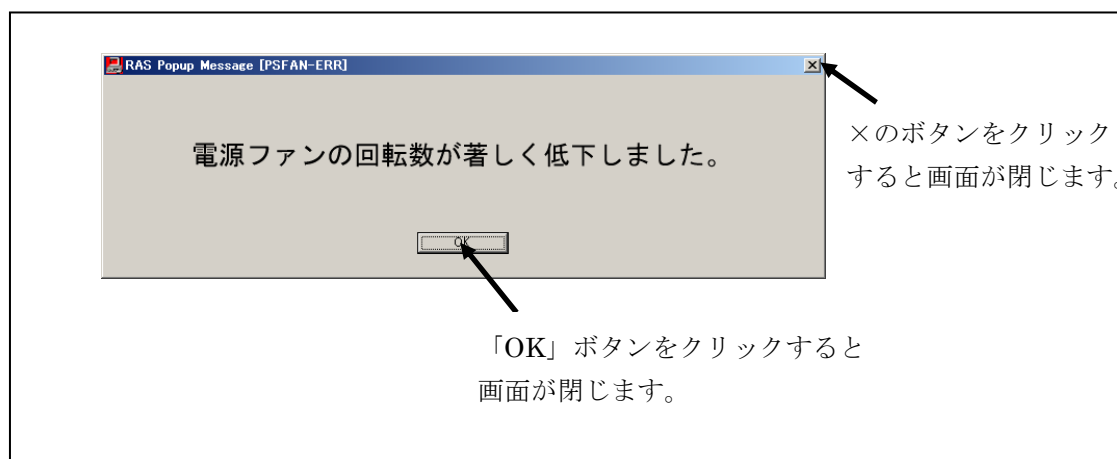 RAS Popup Message [PSFAN-ERR]
電源ファンの回転数が著しく低下しました。
OK
×のボタンをクリック
すると画面が閉じます。
「OK」ボタンをクリックすると
画面が閉じます。